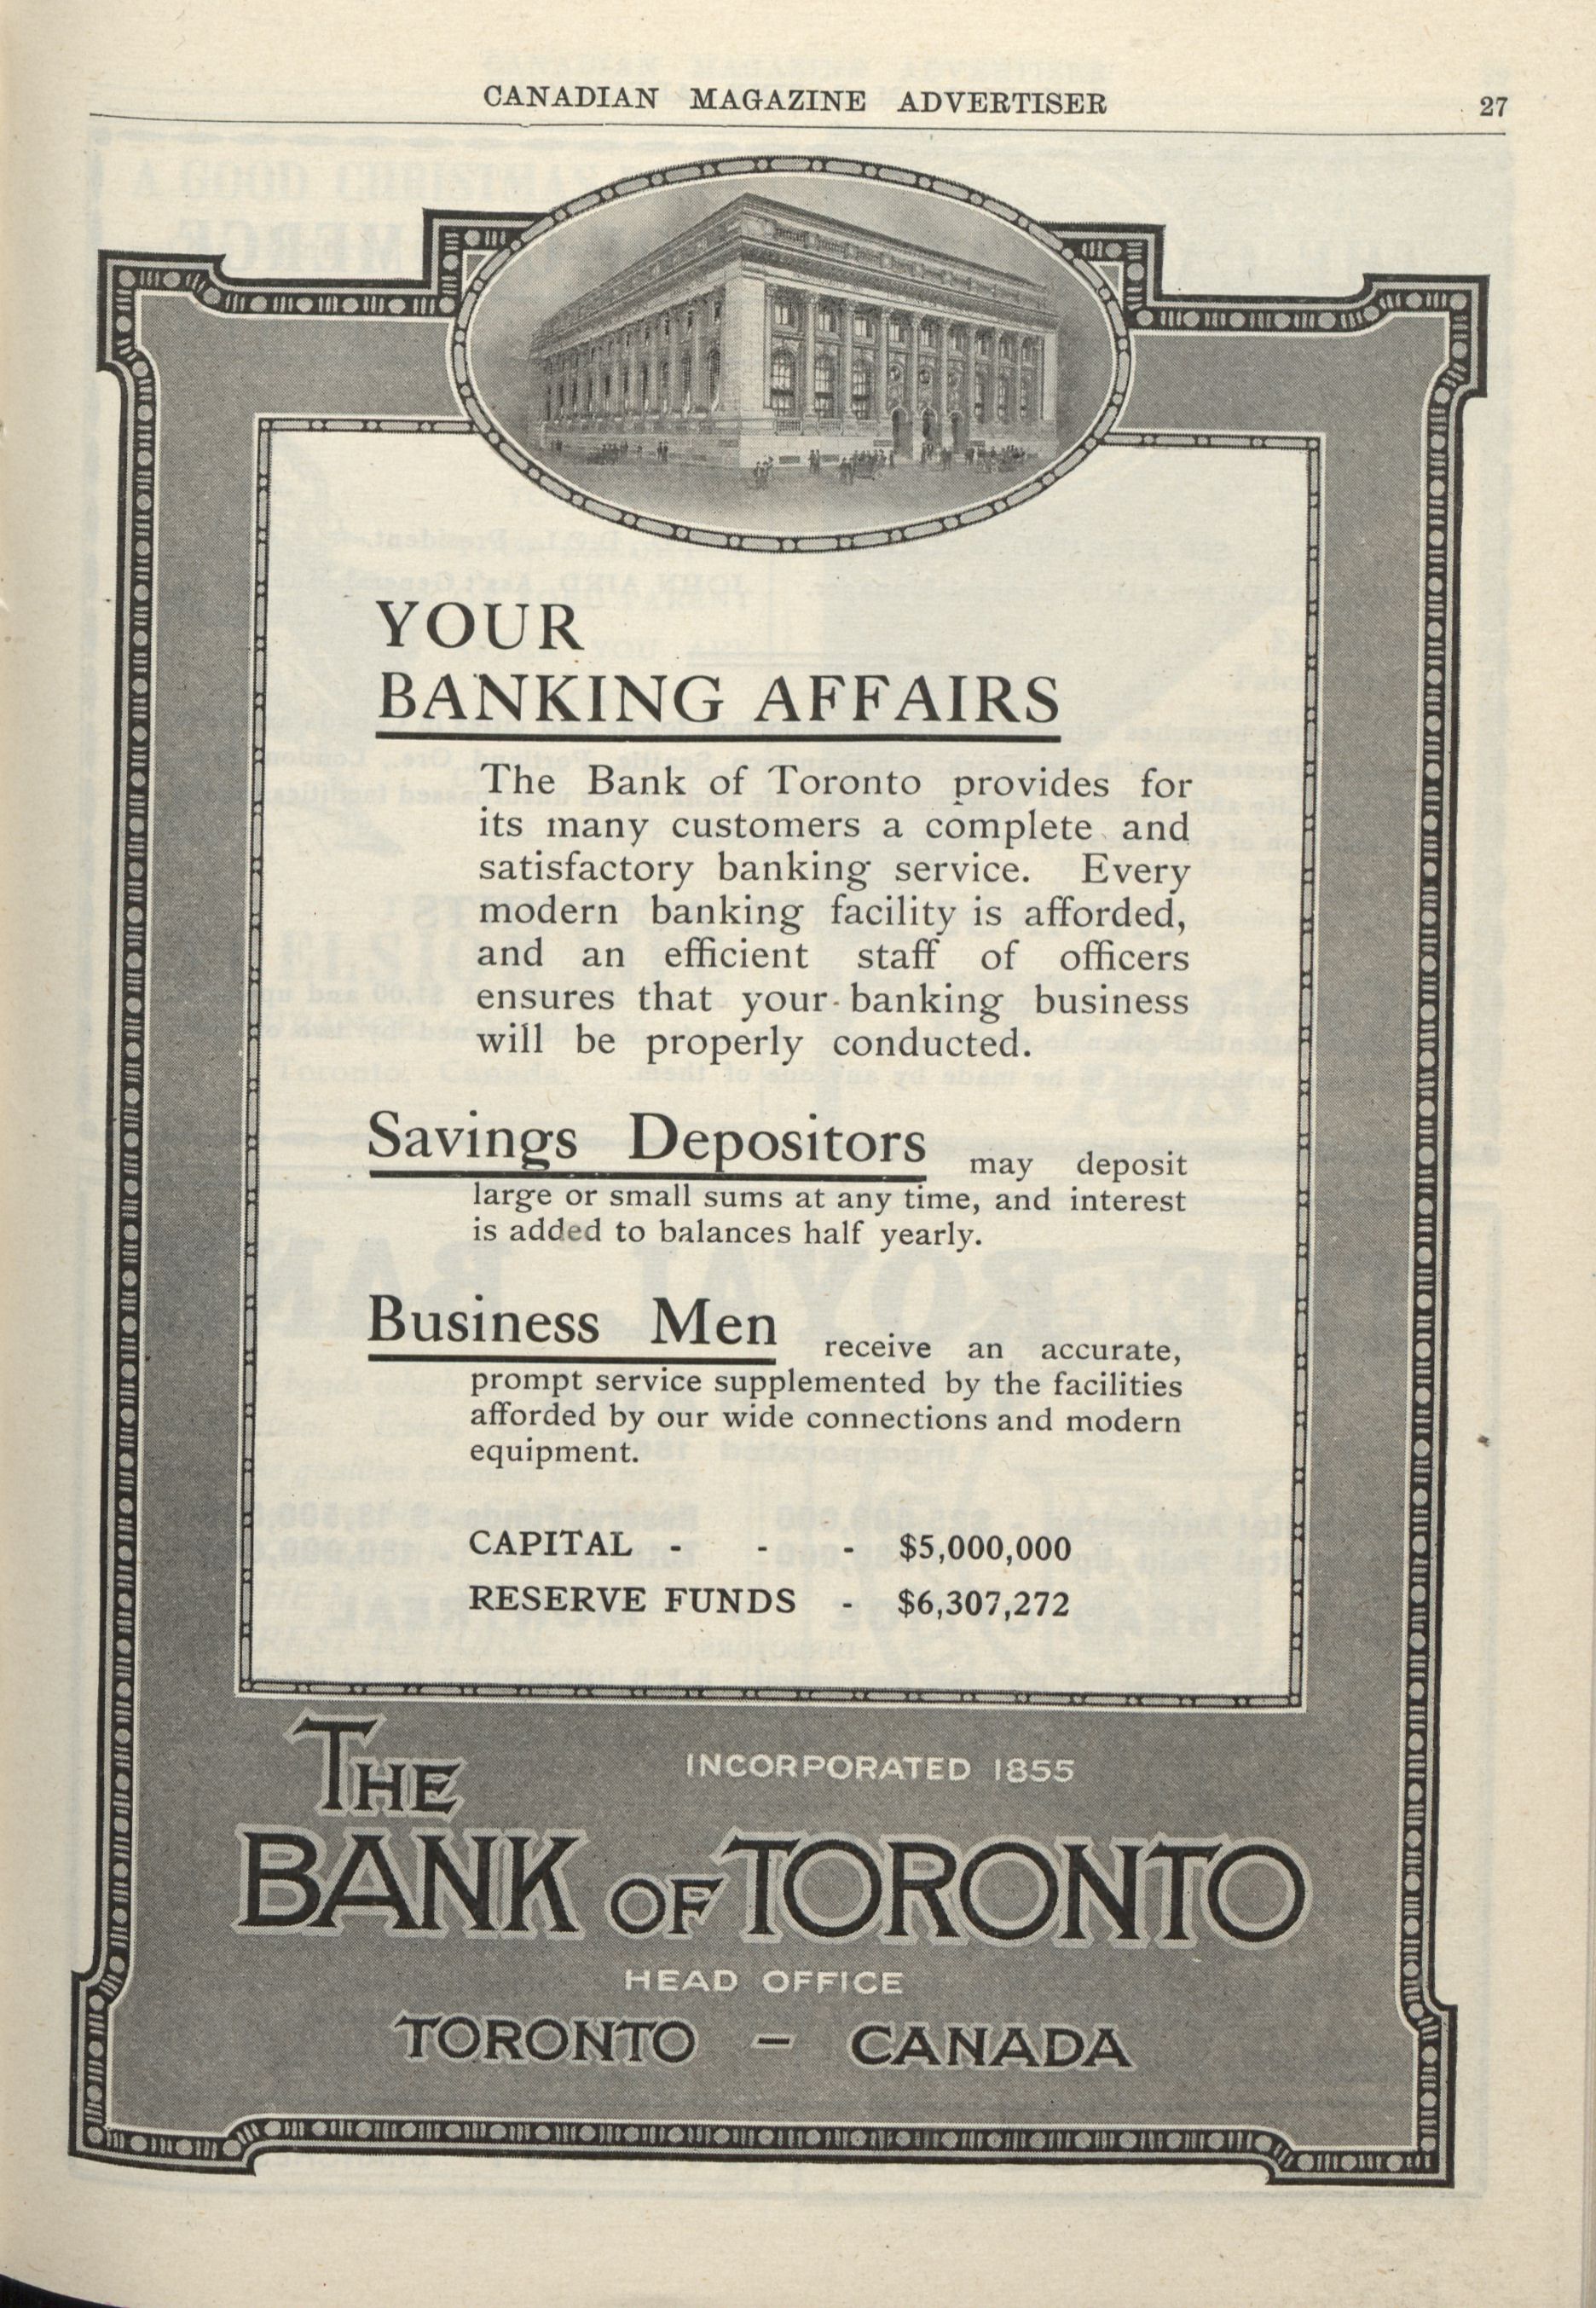 CANADIAN MAGAZINE ADVERTISER 27
YOUR
BANKING AFFAIRS
The Bank of Toronto provides for
its many customers a complete and
satisfactory banking service. Every
modern banking facility is afforded,
and an efficient staff of officers
ensures that your banking business
will be properly conducted.
Savings Depositors may deposit
large or small sums at any time, and interest
is added to balances half yearly.
Business Men receive an accurate,
prompt service supplemented by the facilities
afforded by our wide connections and modern
equipment.
CAPITAL - - - $5,000,000
RESERVE FUNDS - $6,307,272
THE INCORPORATED 1855
BANK OF TORONTO
HEAD OFFICE
TORONTO – CANADA